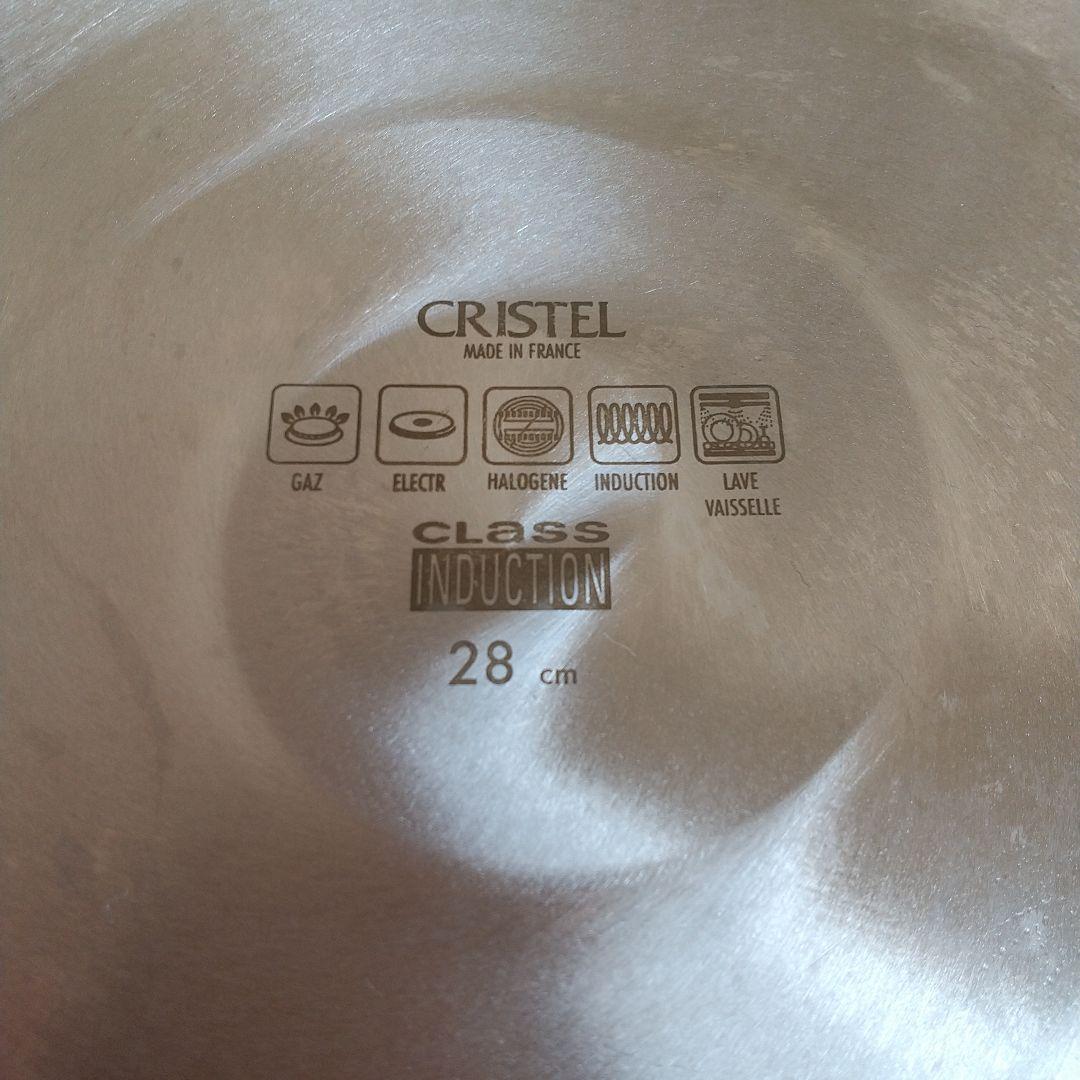 CRISTEL
MADE IN FRANCE
GAZ ELECTR HALOGENE INDUCTION LAVE VAISSELLE
CLASS
INDUCTION
28 cm